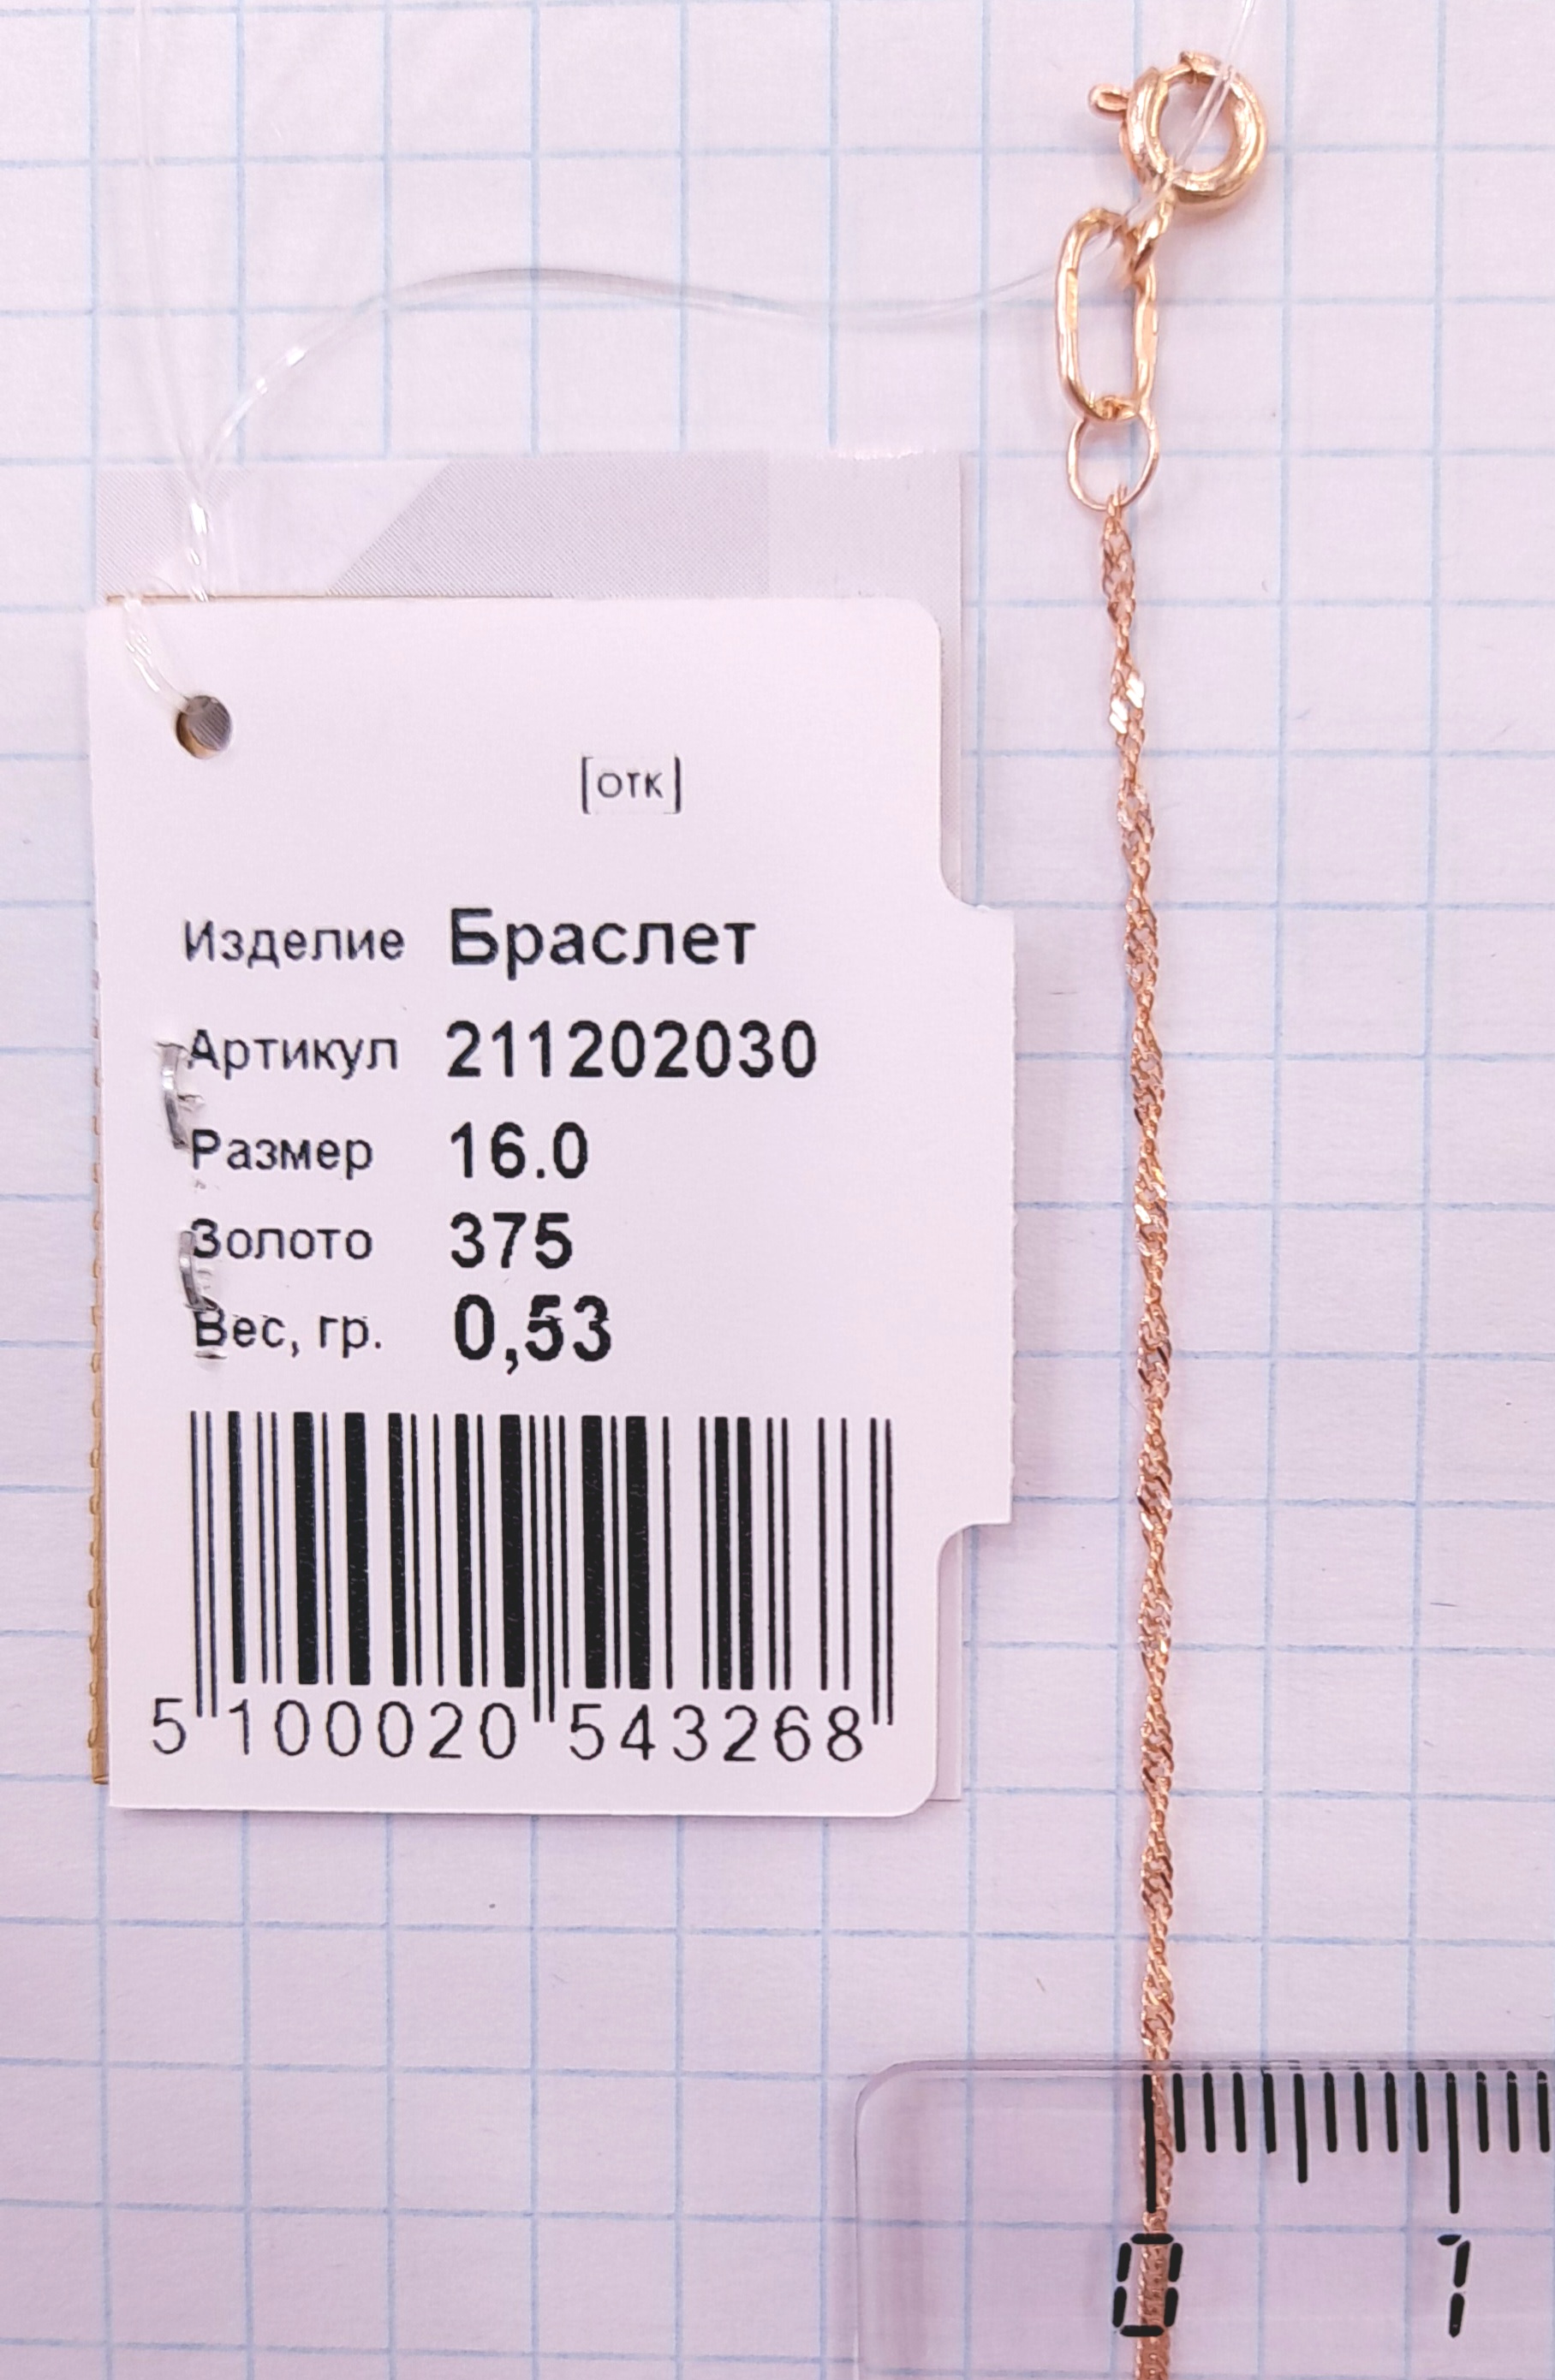 [ОТК]
Изделие Браслет
Артикул 211202030
Размер 16.0
Золото 375
Вес, гр. 0,53
5 100020 543268
0 1